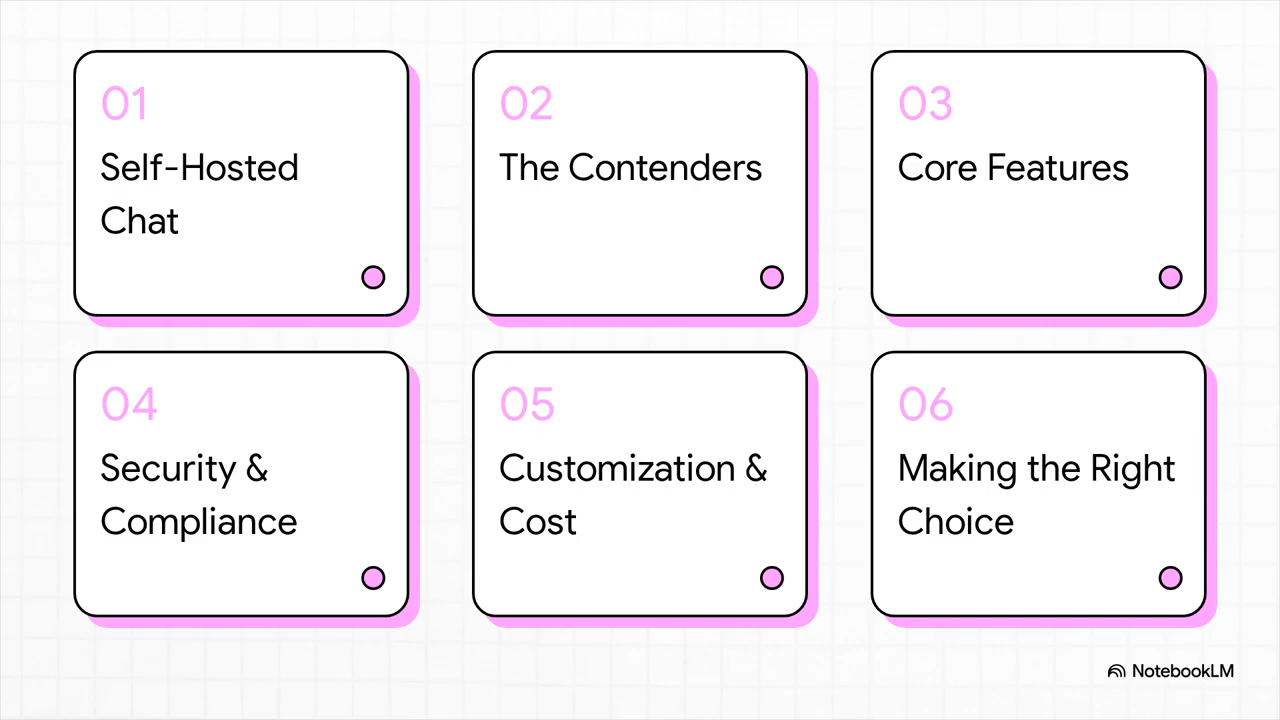 01
Self-Hosted
Chat
02
The Contenders
03
Core Features
04
Security &
Compliance
05
Customization &
Cost
06
Making the Right
Choice
NotebookLM